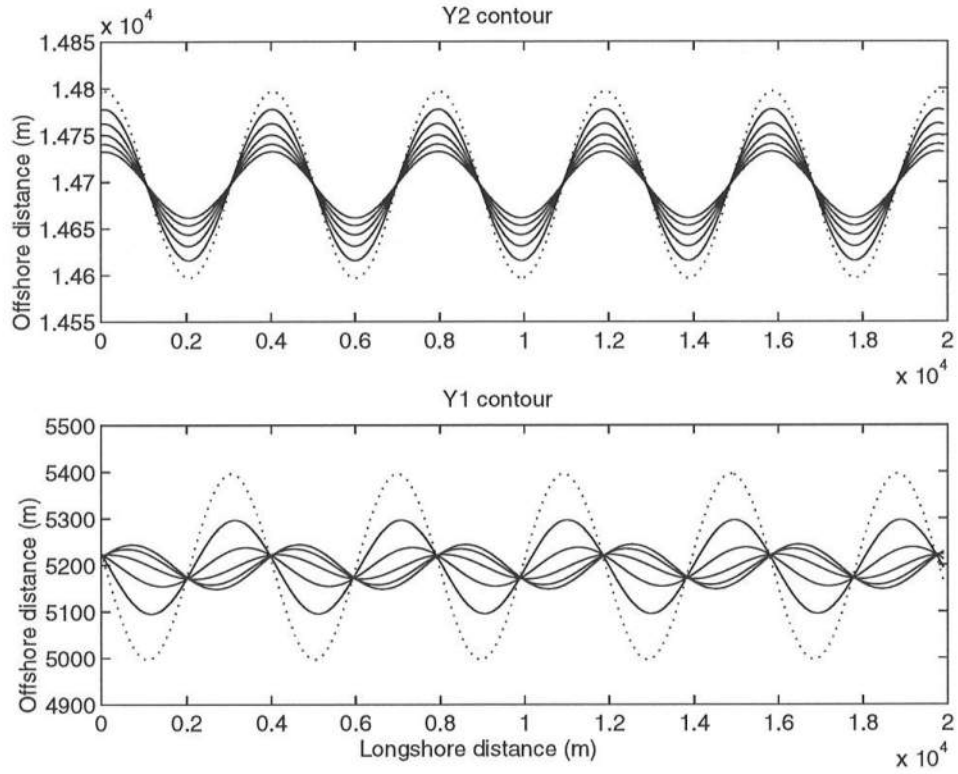 Y2 contour
x 10^4
1.485
1.48
1.475
1.47
1.465
1.46
1.455
Offshore distance (m)
0 0.2 0.4 0.6 0.8 1 1.2 1.4 1.6 1.8 2
x 10^4
Y1 contour
5500
5400
5300
5200
5100
5000
4900
Offshore distance (m)
0 0.2 0.4 0.6 0.8 1 1.2 1.4 1.6 1.8 2
Longshore distance (m)
x 10^4